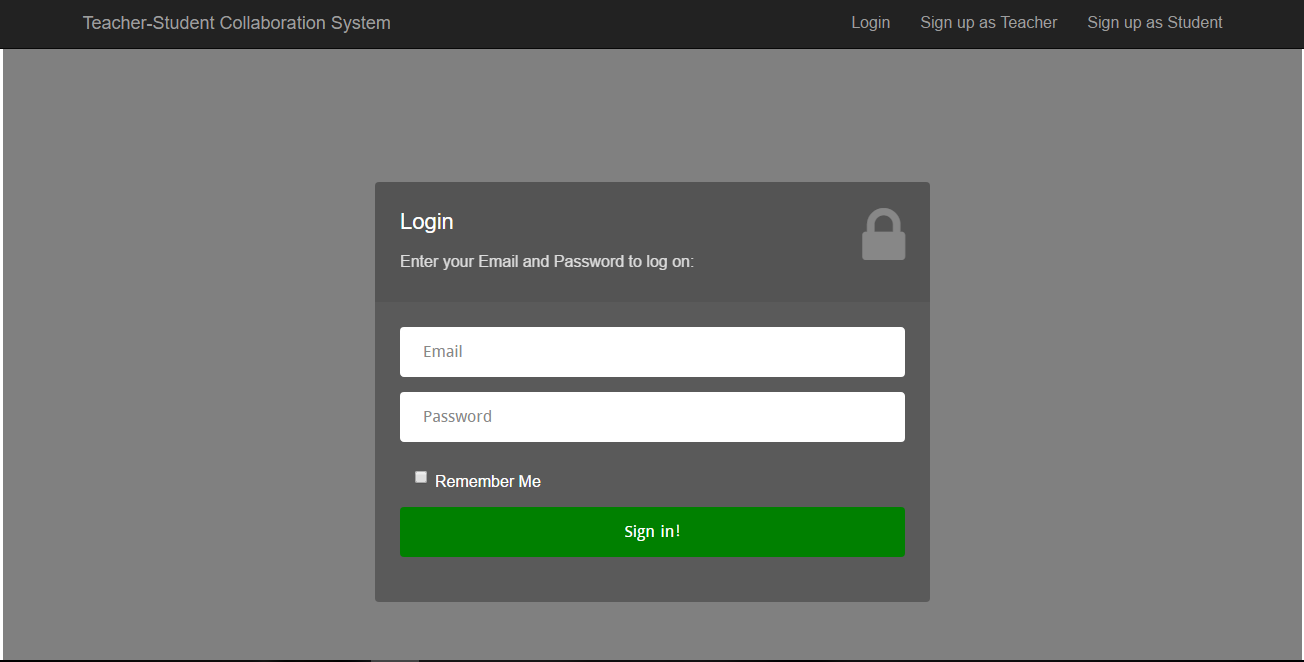 Teacher-Student Collaboration System
Login Sign up as Teacher Sign up as Student
Login
Enter your Email and Password to log on:
Email
Password
Remember Me
Sign in!